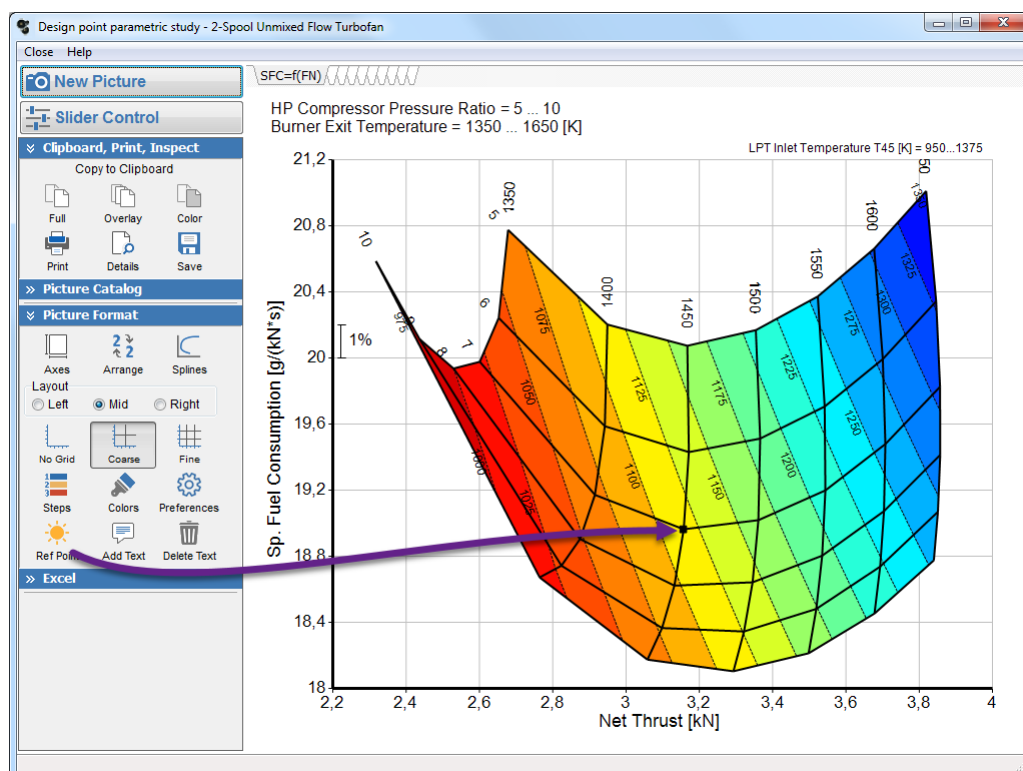 Design point parametric study - 2-Spool Unmixed Flow Turbofan
Close Help
New Picture
Slider Control
Clipboard, Print, Inspect
Copy to Clipboard
Full Overlay Color
Print Details Save
Picture Catalog
Picture Format
Axes Arrange Splines
Layout
Left Mid Right
No Grid Coarse Fine
Steps Colors Preferences
Ref Point Add Text Delete Text
Excel
SFC=f(FN)
HP Compressor Pressure Ratio = 5 ... 10
Burner Exit Temperature = 1350 ... 1650 [K]
LPT Inlet Temperature T45 [K] = 950...1375
Sp. Fuel Consumption [g/(kN*s)]
21,2
20,8
20,4
20
19,6
19,2
18,8
18,4
18
1%
10
8
7
6
5
1350
1400
1450
1500
1550
1600
50
975
1000
1025
1050
1075
1100
1125
1150
1175
1200
1225
1250
1275
1300
1325
2,2 2,4 2,6 2,8 3 3,2 3,4 3,6 3,8 4
Net Thrust [kN]